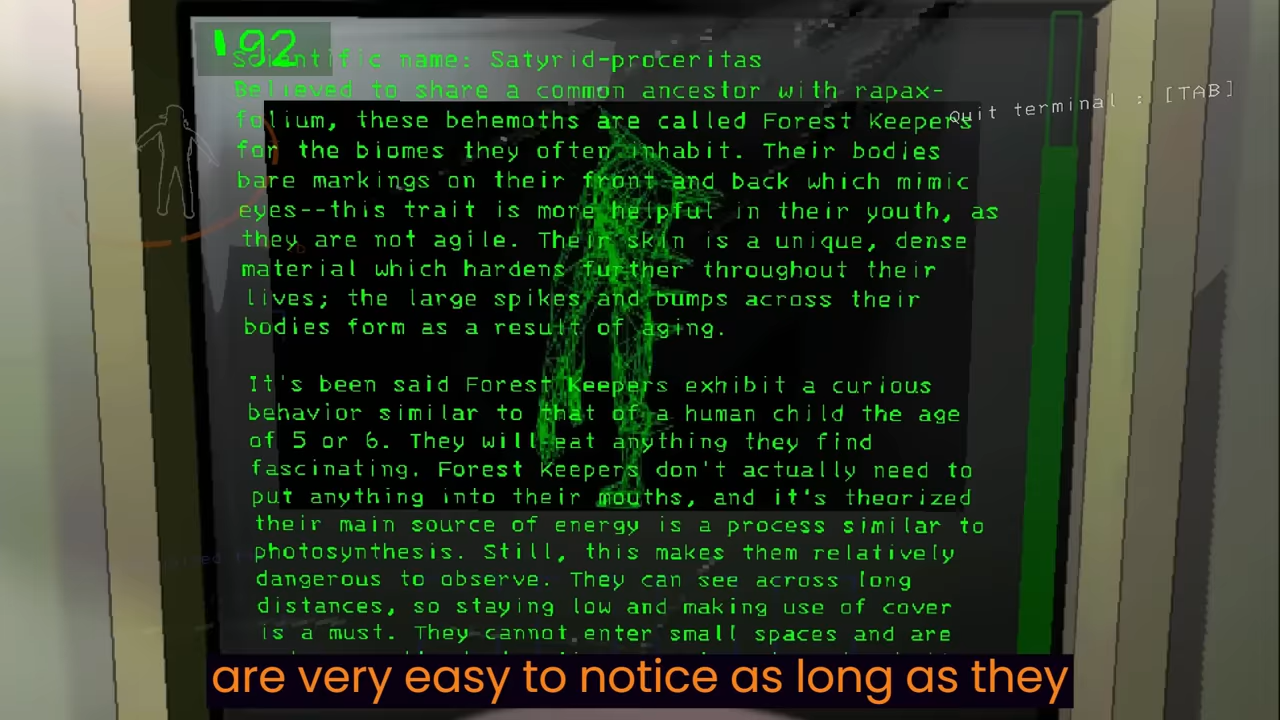 '92
Scientific name: Satyrid-proceritas
Believed to share a common ancestor with rapax-
Quit terminal : [TAB]
folium, these behemoths are called Forest Keepers
for the biomes they often inhabit. Their bodies
bare markings on their front and back which mimic
eyes--this trait is more helpful in their youth, as
they are not agile. Their skin is a unique, dense
material which hardens further throughout their
lives; the large spikes and bumps across their
bodies form as a result of aging.
It's been said Forest Keepers exhibit a curious
behavior similar to that of a human child the age
of 5 or 6. They will eat anything they find
fascinating. Forest Keepers don't actually need to
put anything into their mouths, and it's theorized
their main source of energy is a process similar to
photosynthesis. Still, this makes them relatively
dangerous to observe. They can see across long
distances, so staying low and making use of cover
is a must. They cannot enter small spaces and are
are very easy to notice as long as they